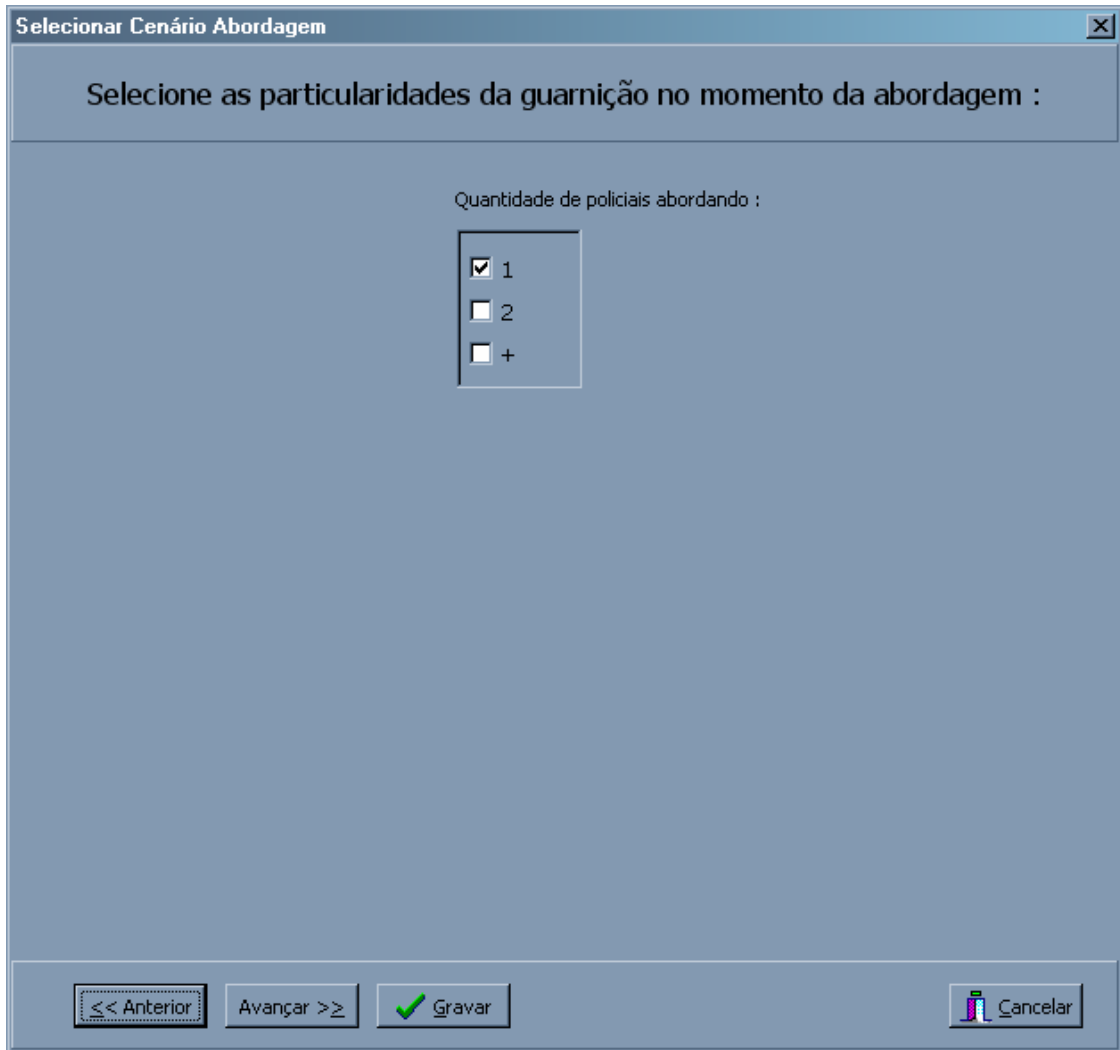 Selecionar Cenário Abordagem
Selecione as particularidades da guarnição no momento da abordagem :
Quantidade de policiais abordando :
1
2
+
<< Anterior
Avançar >>
Gravar
Cancelar